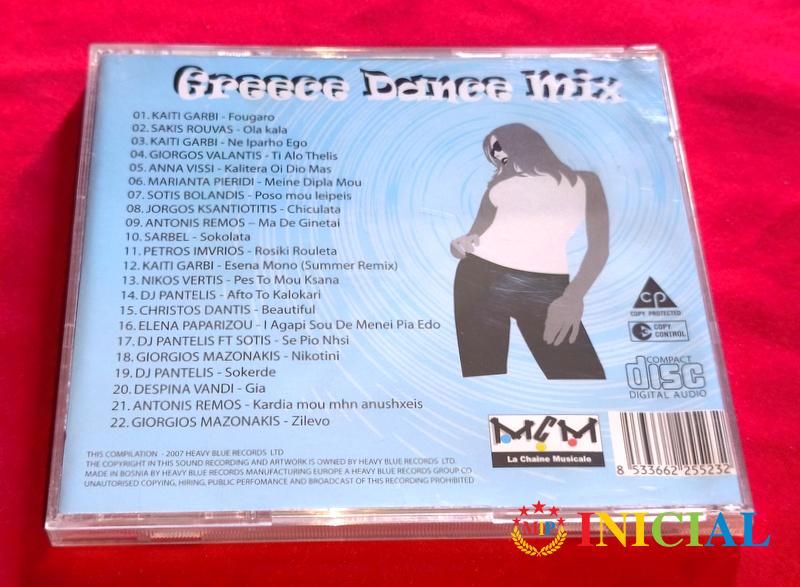 Greece Dance Mix
01. KAITI GARBI - Fougaro
02. SAKIS ROUVAS - Ola kala
03. KAITI GARBI - Ne Iparho Ego
04. GIORGOS VALANTIS - Ti Alo Thelis
05. ANNA VISSI - Kalitera Oi Dio Mas
06. MARIANTA PIERIDI - Meine Dipla Mou
07. SOTIS BOLANDIS - Poso mou leipeis
08. JORGOS KSANTIOTITIS - Chiculata
09. ANTONIS REMOS – Ma De Ginetai
10. SARBEL - Sokolata
11. PETROS IMVRIOS - Rosiki Rouleta
12. KAITI GARBI - Esena Mono (Summer Remix)
13. NIKOS VERTIS - Pes To Mou Ksana
14. DJ PANTELIS - Afto To Kalokari
15. CHRISTOS DANTIS - Beautiful
16. ELENA PAPARIZOU - I Agapi Sou De Menei Pia Edo
17. DJ PANTELIS FT SOTIS - Se Pio Nhsi
18. GIORGIOS MAZONAKIS - Nikotini
19. DJ PANTELIS - Sokerde
20. DESPINA VANDI - Gia
21. ANTONIS REMOS - Kardia mou mhn anushxeis
22. GIORGIOS MAZONAKIS - Zilevo
cp
COPY PROTECTED
COPY CONTROL
COMPACT
disc
DIGITAL AUDIO
MCM
La Chaine Musicale
8 533662 255232
THIS COMPILATION - 2007 HEAVY BLUE RECORDS LTD
THE COPYRIGHT IN THIS SOUND RECORDING AND ARTWORK IS OWNED BY HEAVY BLUE RECORDS LTD.
MADE IN BOSNIA BY HEAVY BLUE RECORDS MANUFACTURING EUROPE A HEAVY BLUE RECORDS GROUP CO
UNAUTORISED COPYING, HIRING, PUBLIC PERFOMANCE AND BROADCAST OF THIS RECORDING PROHIBITED
MTP INICIAL